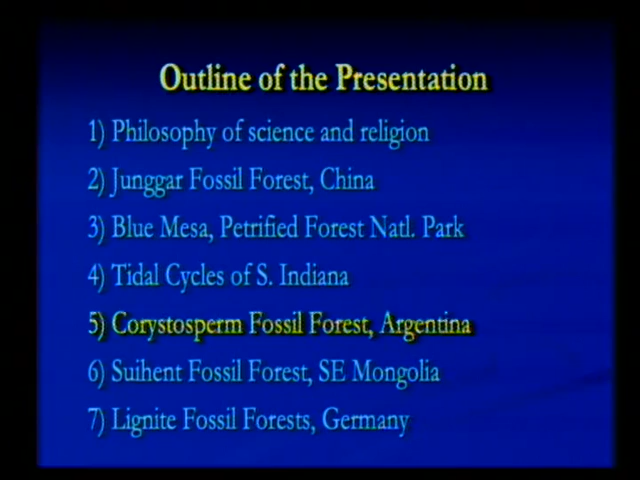 Outline of the Presentation
1) Philosophy of science and religion
2) Junggar Fossil Forest, China
3) Blue Mesa, Petrified Forest Natl. Park
4) Tidal Cycles of S. Indiana
5) Corystosperm Fossil Forest, Argentina
6) Suihent Fossil Forest, SE Mongolia
7) Lignite Fossil Forests, Germany